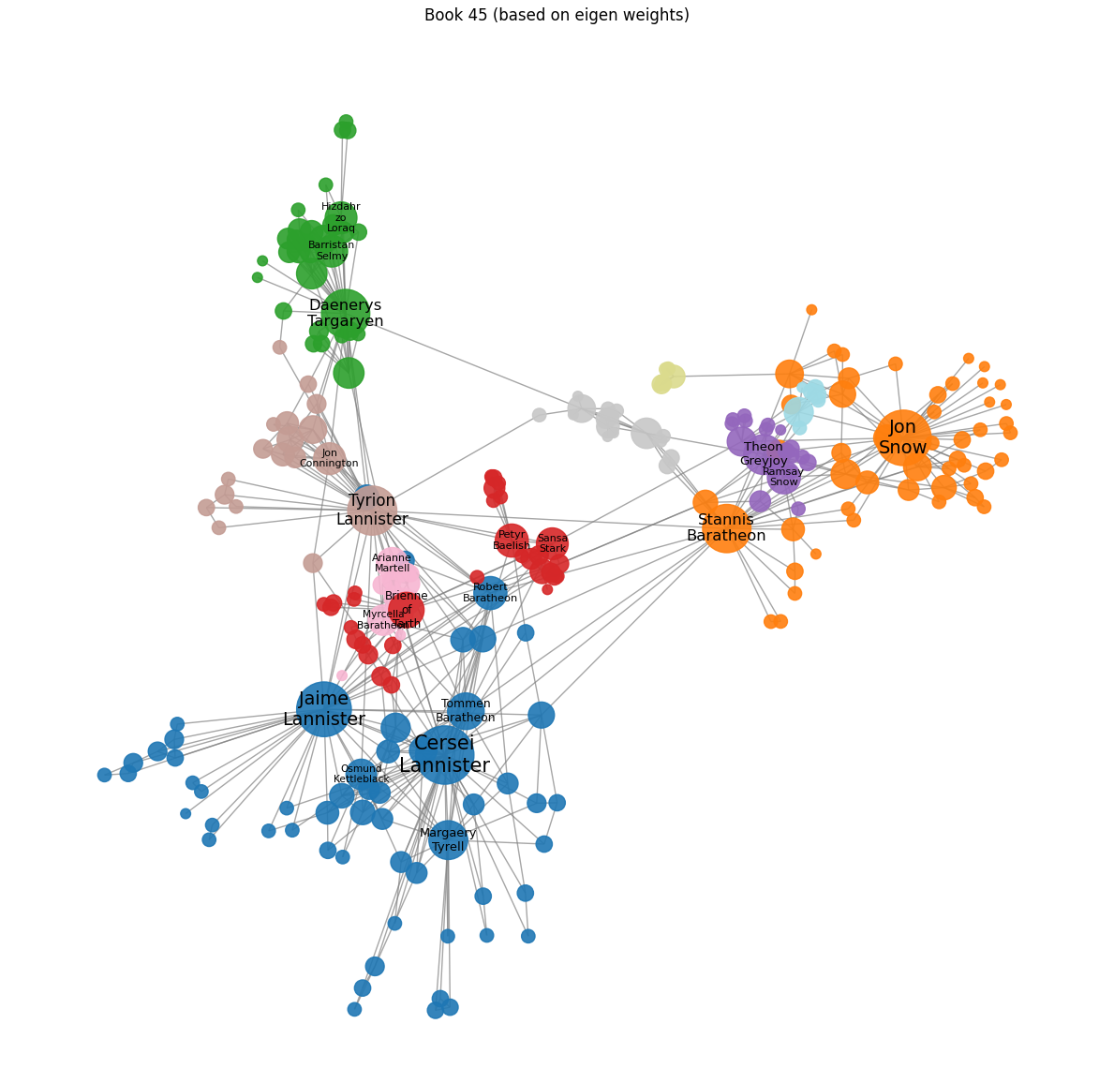 Book 45 (based on eigen weights)
Hizdahr
zo
Loraq
Barristan
Selmy
Daenerys
Targaryen
Jon
Snow
Theon
Greyjoy
Ramsay
Snow
Jon
Connington
Tyrion
Lannister
Stannis
Baratheon
Petyr
Baelish
Sansa
Stark
Arianne
Martell
Robert
Baratheon
Brienne
of
Tarth
Myrcella
Baratheon
Jaime
Lannister
Tommen
Baratheon
Cersei
Lannister
Osmund
Kettleblack
Margaery
Tyrell